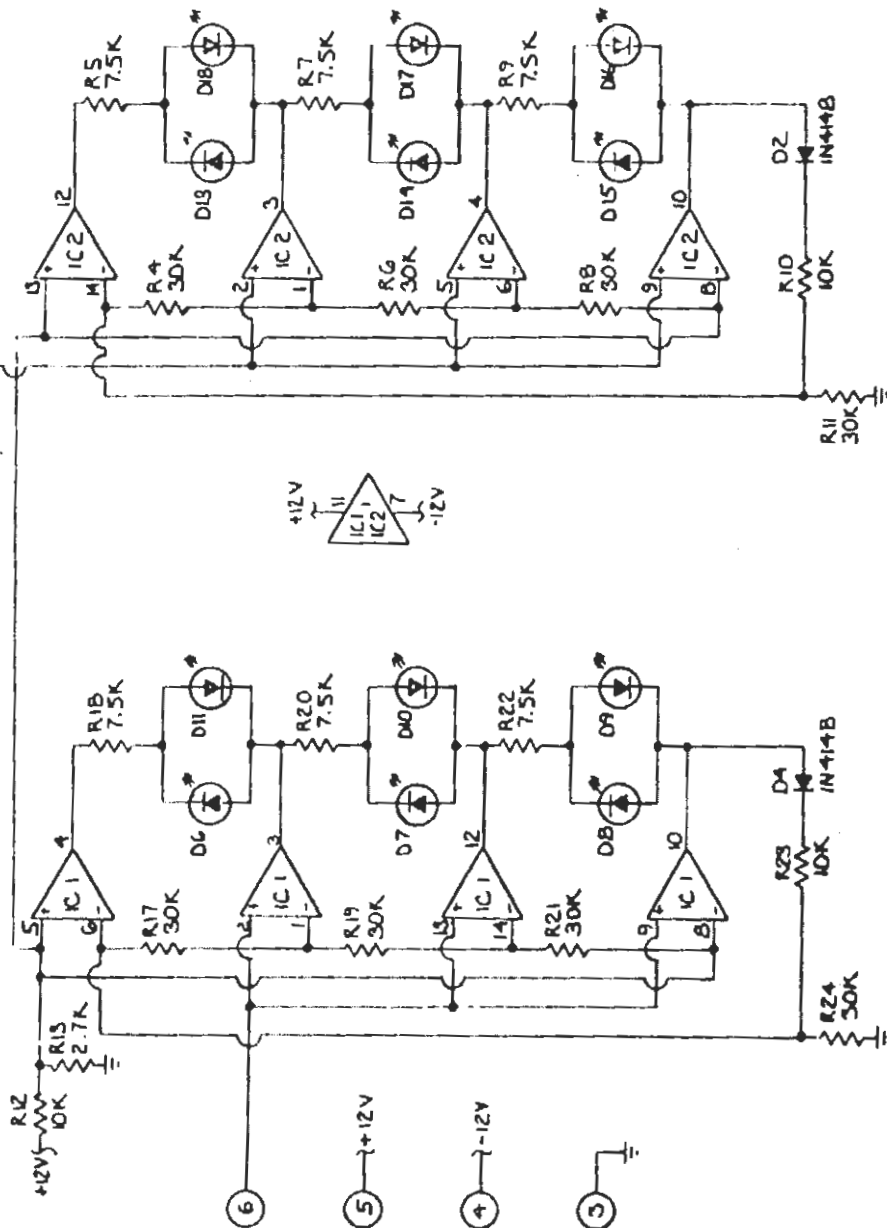 R5
7.5K
D18
D13
12
13
14
IC2
R4
30K
R7
7.5K
D17
D14
3
2
1
IC2
R6
30K
R9
7.5K
D16
D15
4
5
6
IC2
R8
30K
10
9
8
IC2
D2
1N4148
R10
10K
R11
30K
+12V
11
IC1
IC2
7
-12V
R18
7.5K
D11
D6
4
5
6
IC1
R17
30K
R20
7.5K
D10
D7
3
2
1
IC1
R19
30K
R22
7.5K
D9
D8
12
13
14
IC1
R21
30K
10
9
8
IC1
D4
1N4148
R23
10K
R24
30K
R12
10K
+12V
R13
2.7K
6
5
+12V
4
-12V
3